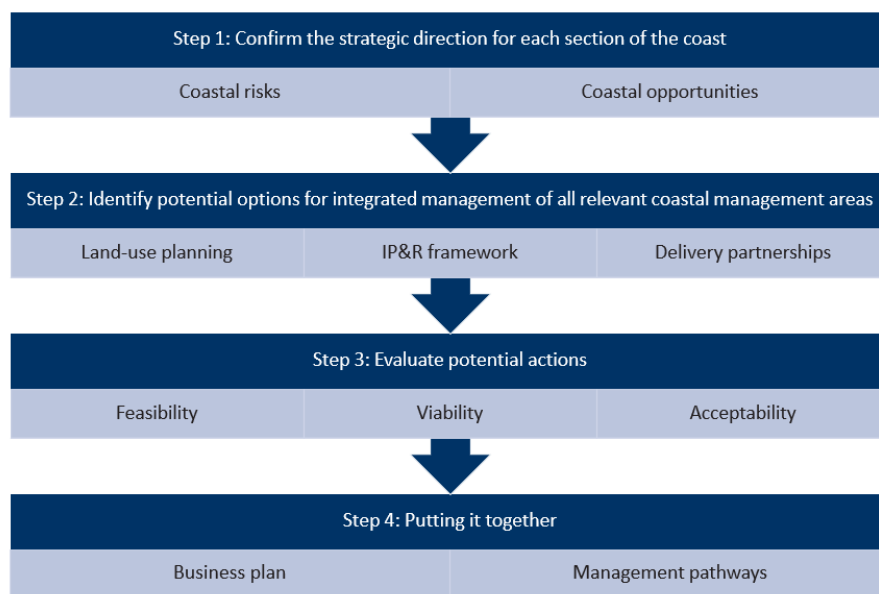 Step 1: Confirm the strategic direction for each section of the coast
Coastal risks
Coastal opportunities
Step 2: Identify potential options for integrated management of all relevant coastal management areas
Land-use planning
IP&R framework
Delivery partnerships
Step 3: Evaluate potential actions
Feasibility
Viability
Acceptability
Step 4: Putting it together
Business plan
Management pathways